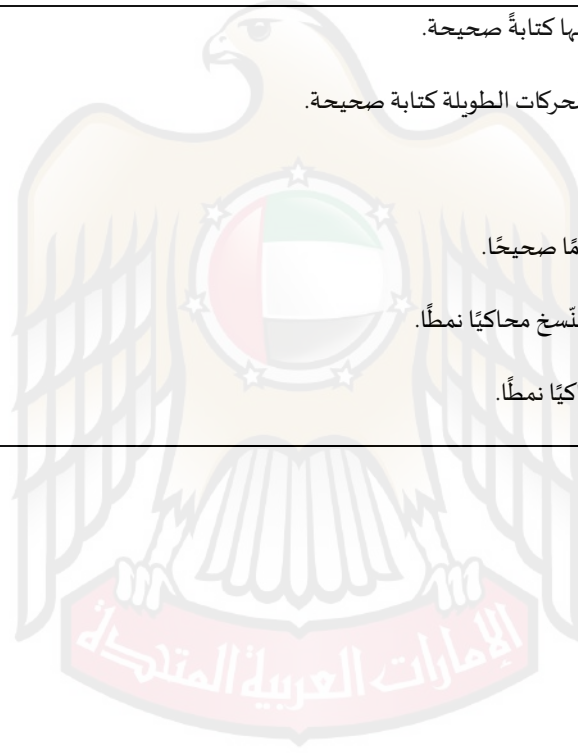 ها كتابةً صحيحة.
حركات الطويلة كتابة صحيحة.
مًا صحيحًا.
نّسخ محاكيًا نمطًا.
كيًا نمطًا.
الإمارات العربية المتحدة